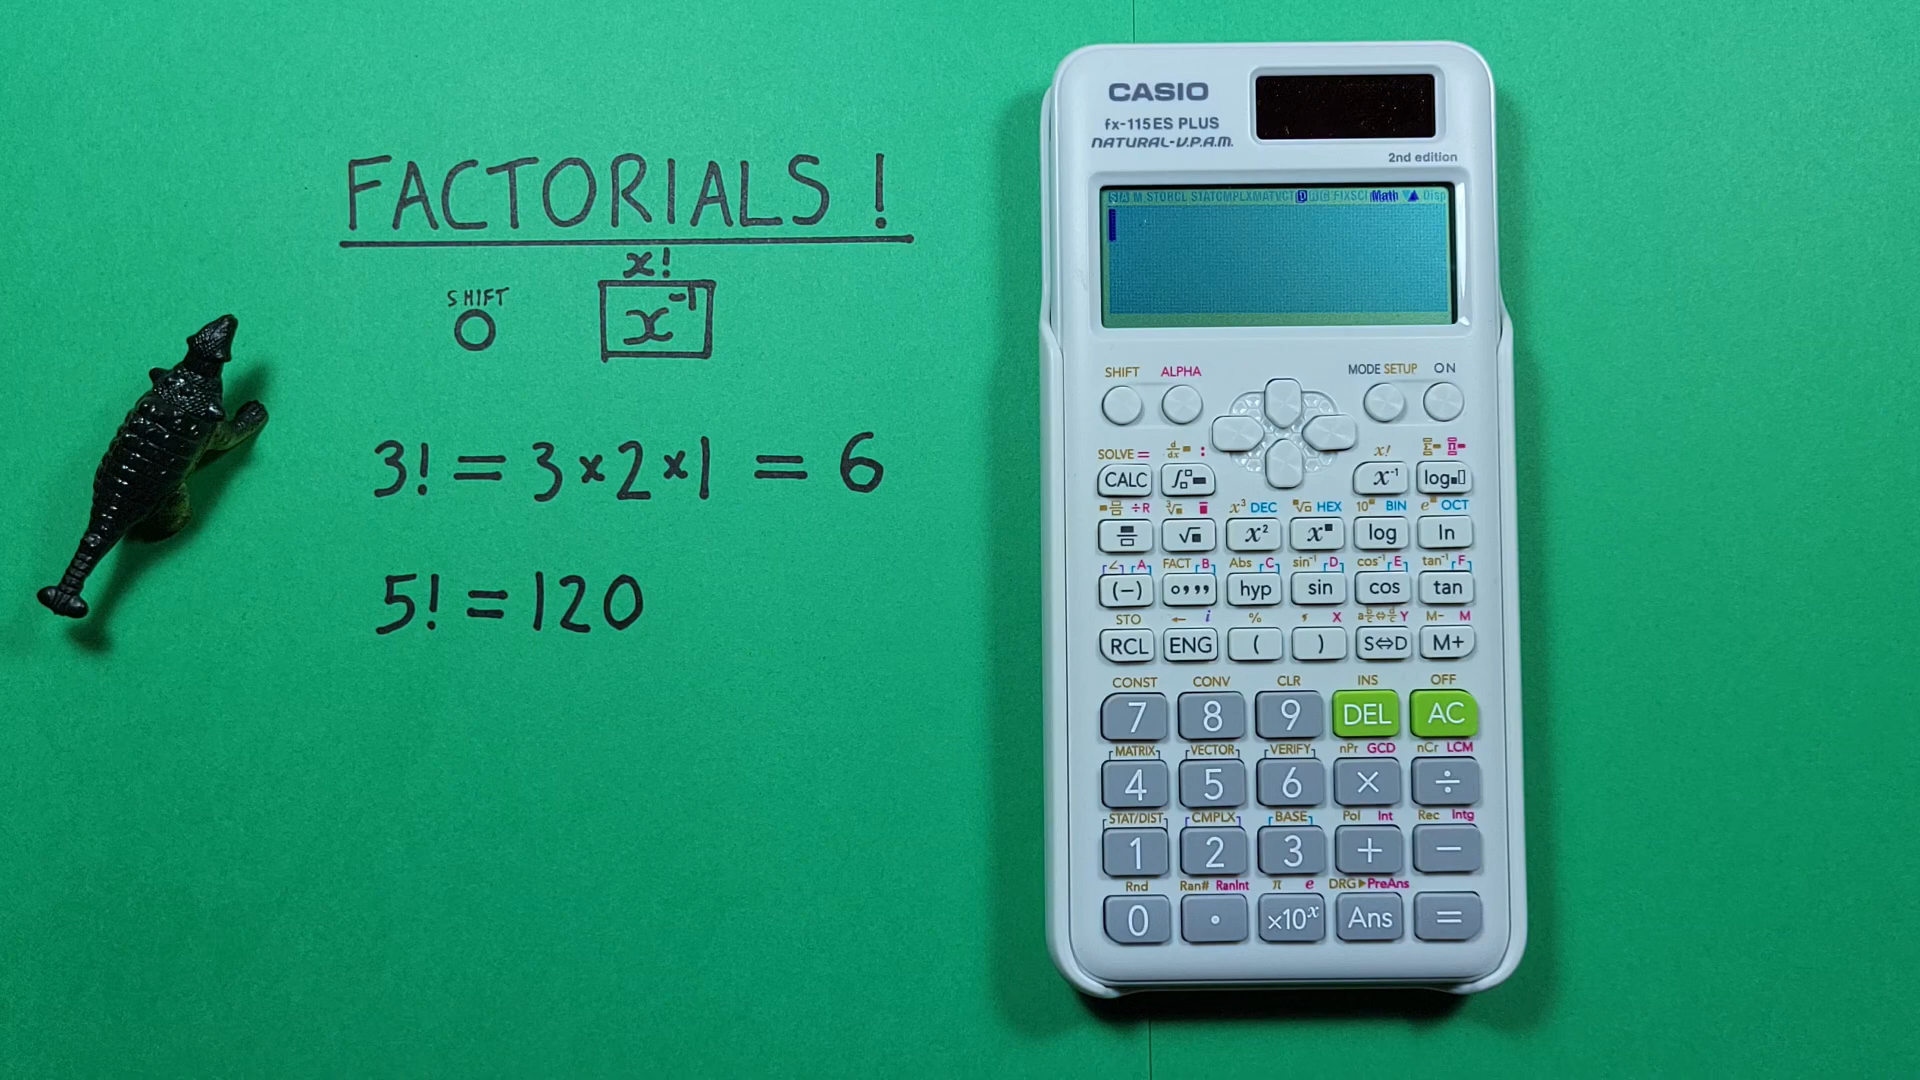 FACTORIALS !
SHIFT
x!
x⁻¹
3! = 3×2×1 = 6
5! = 120
CASIO
fx-115ES PLUS
NATURAL-V.P.A.M.
2nd edition
Math Disp
SHIFT ALPHA MODE SETUP ON
SOLVE = d/dx : x!
CALC x⁻¹ log
÷R x³ DEC HEX 10 BIN e OCT
√ x² x log ln
∠ A FACT B Abs C sin⁻¹ D cos⁻¹ E tan⁻¹ F
(−) hyp sin cos tan
STO ← i % , X a b/c⇔d/c Y M− M
RCL ENG ( ) S⇔D M+
CONST CONV CLR INS OFF
7 8 9 DEL AC
MATRIX VECTOR VERIFY nPr GCD nCr LCM
4 5 6 × ÷
STAT/DIST CMPLX BASE Pol Int Rec Intg
1 2 3 + −
Rnd Ran# RanInt π e DRG▶ PreAns
0 • ×10ˣ Ans =